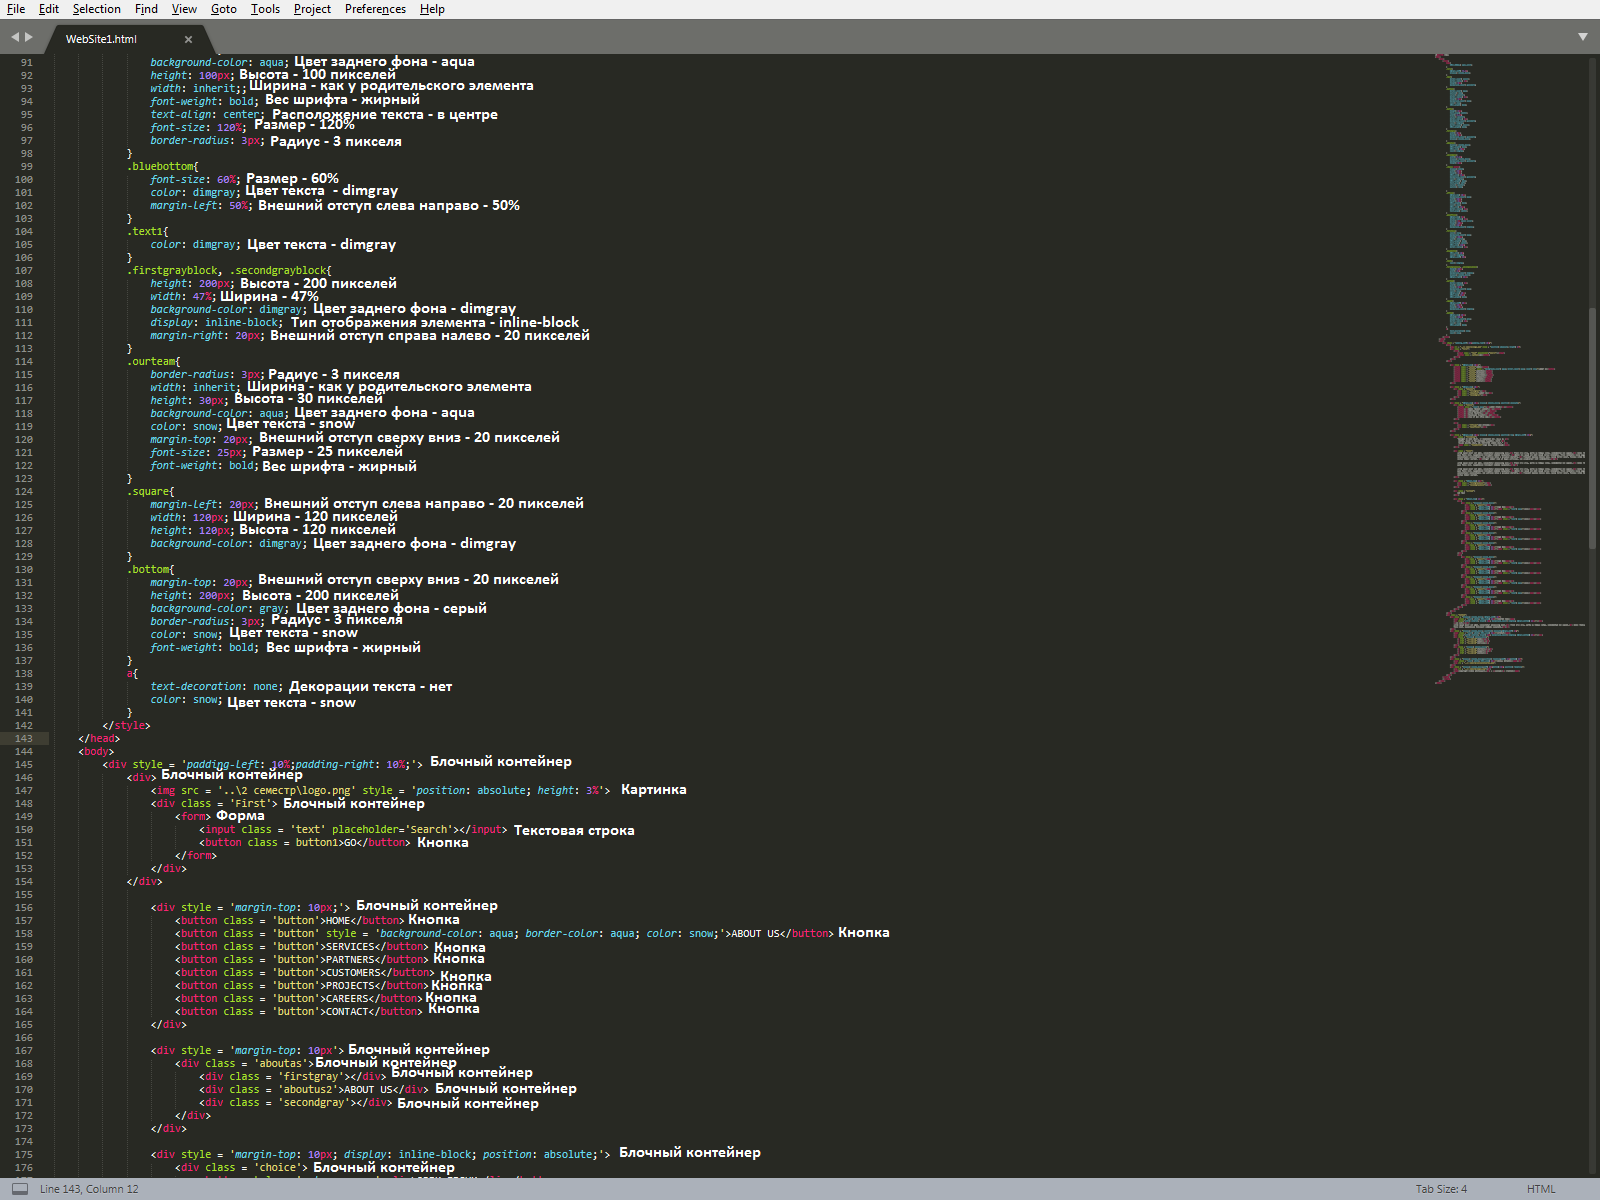 File Edit Selection Find View Goto Tools Project Preferences Help
WebSite1.html ×
91 background-color: aqua; Цвет заднего фона - aqua
92 height: 100px; Высота - 100 пикселей
93 width: inherit;; Ширина - как у родительского элемента
94 font-weight: bold; Вес шрифта - жирный
95 text-align: center; Расположение текста - в центре
96 font-size: 120%; Размер - 120%
97 border-radius: 3px; Радиус - 3 пикселя
98 }
99 .bluebottom{
100 font-size: 60%; Размер - 60%
101 color: dimgray; Цвет текста - dimgray
102 margin-left: 50%; Внешний отступ слева направо - 50%
103 }
104 .text1{
105 color: dimgray; Цвет текста - dimgray
106 }
107 .firstgrayblock, .secondgrayblock{
108 height: 200px; Высота - 200 пикселей
109 width: 47%; Ширина - 47%
110 background-color: dimgray; Цвет заднего фона - dimgray
111 display: inline-block; Тип отображения элемента - inline-block
112 margin-right: 20px; Внешний отступ справа налево - 20 пикселей
113 }
114 .ourteam{
115 border-radius: 3px; Радиус - 3 пикселя
116 width: inherit; Ширина - как у родительского элемента
117 height: 30px; Высота - 30 пикселей
118 background-color: aqua; Цвет заднего фона - aqua
119 color: snow; Цвет текста - snow
120 margin-top: 20px; Внешний отступ сверху вниз - 20 пикселей
121 font-size: 25px; Размер - 25 пикселей
122 font-weight: bold; Вес шрифта - жирный
123 }
124 .square{
125 margin-left: 20px; Внешний отступ слева направо - 20 пикселей
126 width: 120px; Ширина - 120 пикселей
127 height: 120px; Высота - 120 пикселей
128 background-color: dimgray; Цвет заднего фона - dimgray
129 }
130 .bottom{
131 margin-top: 20px; Внешний отступ сверху вниз - 20 пикселей
132 height: 200px; Высота - 200 пикселей
133 background-color: gray; Цвет заднего фона - серый
134 border-radius: 3px; Радиус - 3 пикселя
135 color: snow; Цвет текста - snow
136 font-weight: bold; Вес шрифта - жирный
137 }
138 a{
139 text-decoration: none; Декорации текста - нет
140 color: snow; Цвет текста - snow
141 }
142 </style>
143 </head>
144 <body>
145 <div style = 'padding-left: 10%;padding-right: 10%;'> Блочный контейнер
146 <div> Блочный контейнер
147 <img src = '..\2 семестр\logo.png' style = 'position: absolute; height: 3%'> Картинка
148 <div class = 'First'> Блочный контейнер
149 <form> Форма
150 <input class = 'text' placeholder='Search'></input> Текстовая строка
151 <button class = button1>GO</button> Кнопка
152 </form>
153 </div>
154 </div>
155
156 <div style = 'margin-top: 10px;'> Блочный контейнер
157 <button class = 'button'>HOME</button> Кнопка
158 <button class = 'button' style = 'background-color: aqua; border-color: aqua; color: snow;'>ABOUT US</button> Кнопка
159 <button class = 'button'>SERVICES</button> Кнопка
160 <button class = 'button'>PARTNERS</button> Кнопка
161 <button class = 'button'>CUSTOMERS</button> Кнопка
162 <button class = 'button'>PROJECTS</button> Кнопка
163 <button class = 'button'>CAREERS</button> Кнопка
164 <button class = 'button'>CONTACT</button> Кнопка
165 </div>
166
167 <div style = 'margin-top: 10px'> Блочный контейнер
168 <div class = 'aboutas'> Блочный контейнер
169 <div class = 'firstgray'></div> Блочный контейнер
170 <div class = 'aboutus2'>ABOUT US</div> Блочный контейнер
171 <div class = 'secondgray'></div> Блочный контейнер
172 </div>
173 </div>
174
175 <div style = 'margin-top: 10px; display: inline-block; position: absolute;'> Блочный контейнер
176 <div class = 'choice'> Блочный контейнер
Line 143, Column 12 Tab Size: 4 HTML